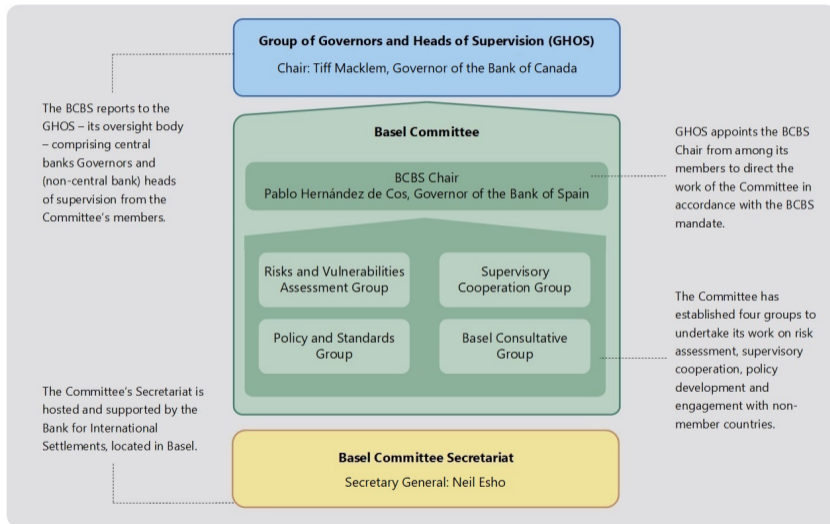 Group of Governors and Heads of Supervision (GHOS)
Chair: Tiff Macklem, Governor of the Bank of Canada
The BCBS reports to the
GHOS – its oversight body
– comprising central
banks Governors and
(non-central bank) heads
of supervision from the
Committee's members.
Basel Committee
BCBS Chair
Pablo Hernández de Cos, Governor of the Bank of Spain
GHOS appoints the BCBS
Chair from among its
members to direct the
work of the Committee in
accordance with the BCBS
mandate.
Risks and Vulnerabilities
Assessment Group
Supervisory
Cooperation Group
Policy and Standards
Group
Basel Consultative
Group
The Committee has
established four groups to
undertake its work on risk
assessment, supervisory
cooperation, policy
development and
engagement with non-
member countries.
The Committee's Secretariat is
hosted and supported by the
Bank for International
Settlements, located in Basel.
Basel Committee Secretariat
Secretary General: Neil Esho